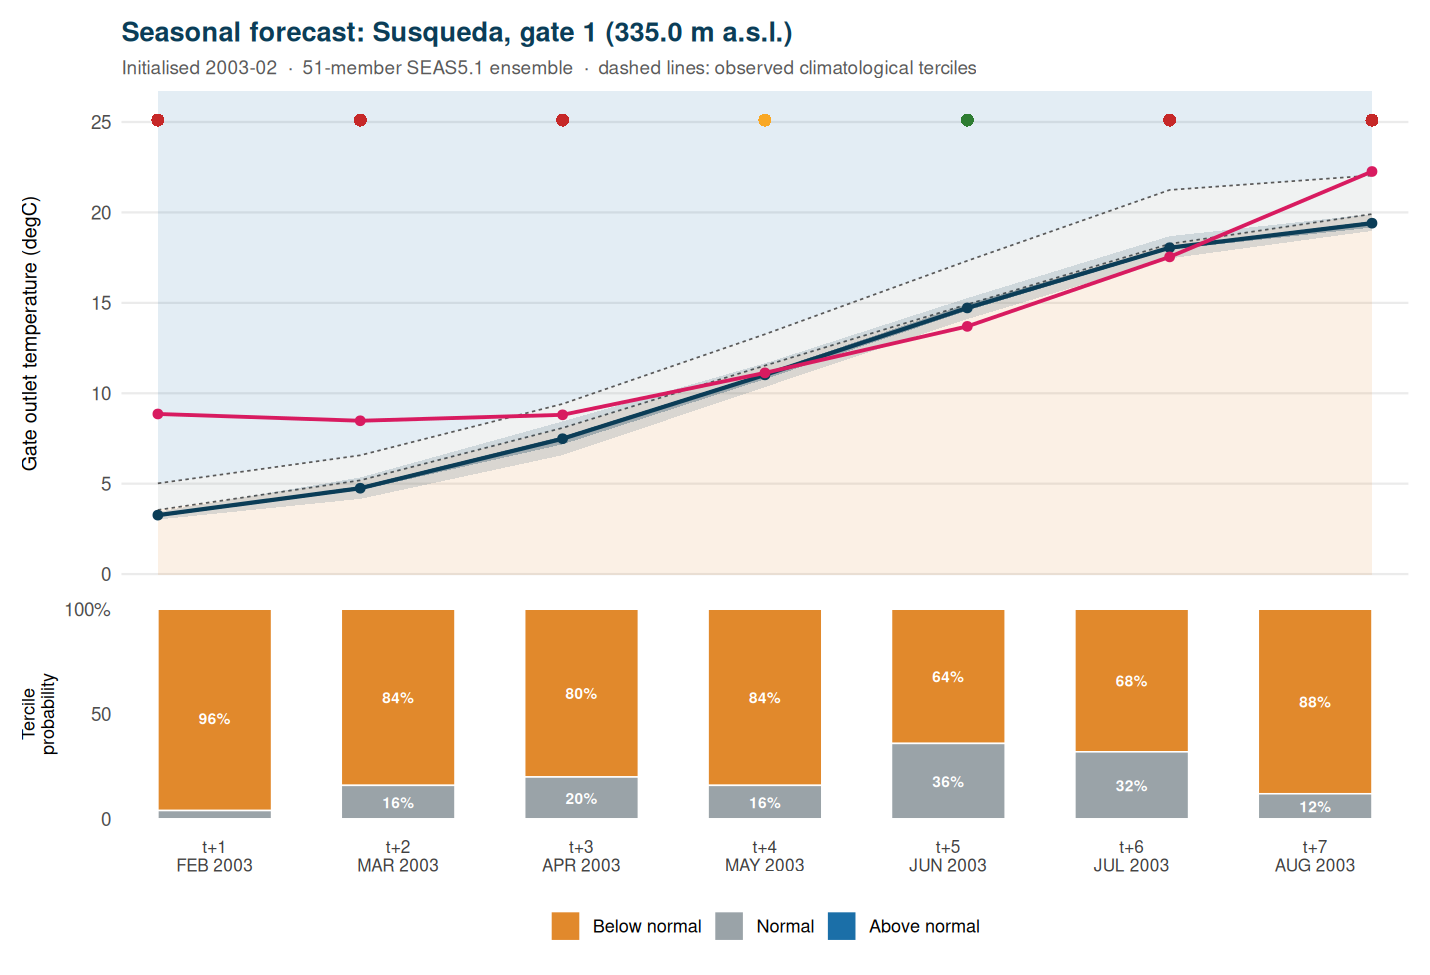 Seasonal forecast: Susqueda, gate 1 (335.0 m a.s.l.)
Initialised 2003-02 · 51-member SEAS5.1 ensemble · dashed lines: observed climatological terciles
Gate outlet temperature (degC)
25
20
15
10
5
0
Tercile
probability
100%
50
0
96%
84%
16%
80%
20%
84%
16%
64%
36%
68%
32%
88%
12%
t+1
FEB 2003
t+2
MAR 2003
t+3
APR 2003
t+4
MAY 2003
t+5
JUN 2003
t+6
JUL 2003
t+7
AUG 2003
Below normal
Normal
Above normal